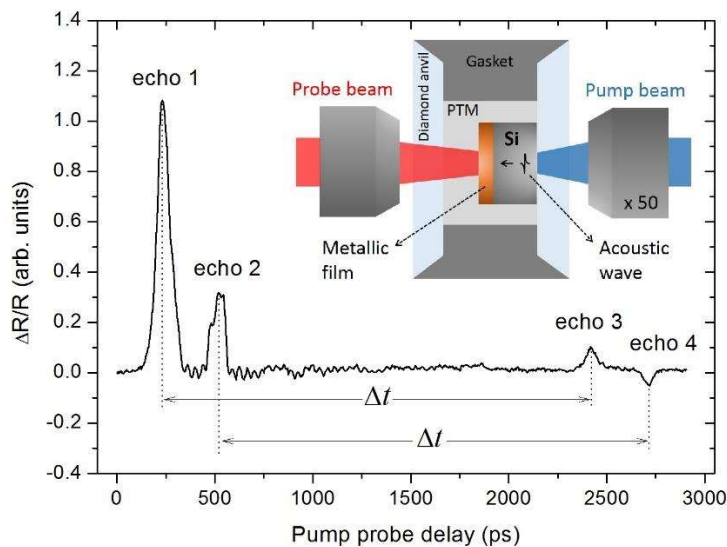 1.4
1.2
1.0
0.8
0.6
0.4
0.2
0.0
-0.2
-0.4
ΔR/R (arb. units)
echo 1
echo 2
echo 3
echo 4
Δt
Δt
0
500
1000
1500
2000
2500
3000
Pump probe delay (ps)
Probe beam
Diamond anvil
Gasket
PTM
Si
Pump beam
x 50
Metallic
film
Acoustic
wave